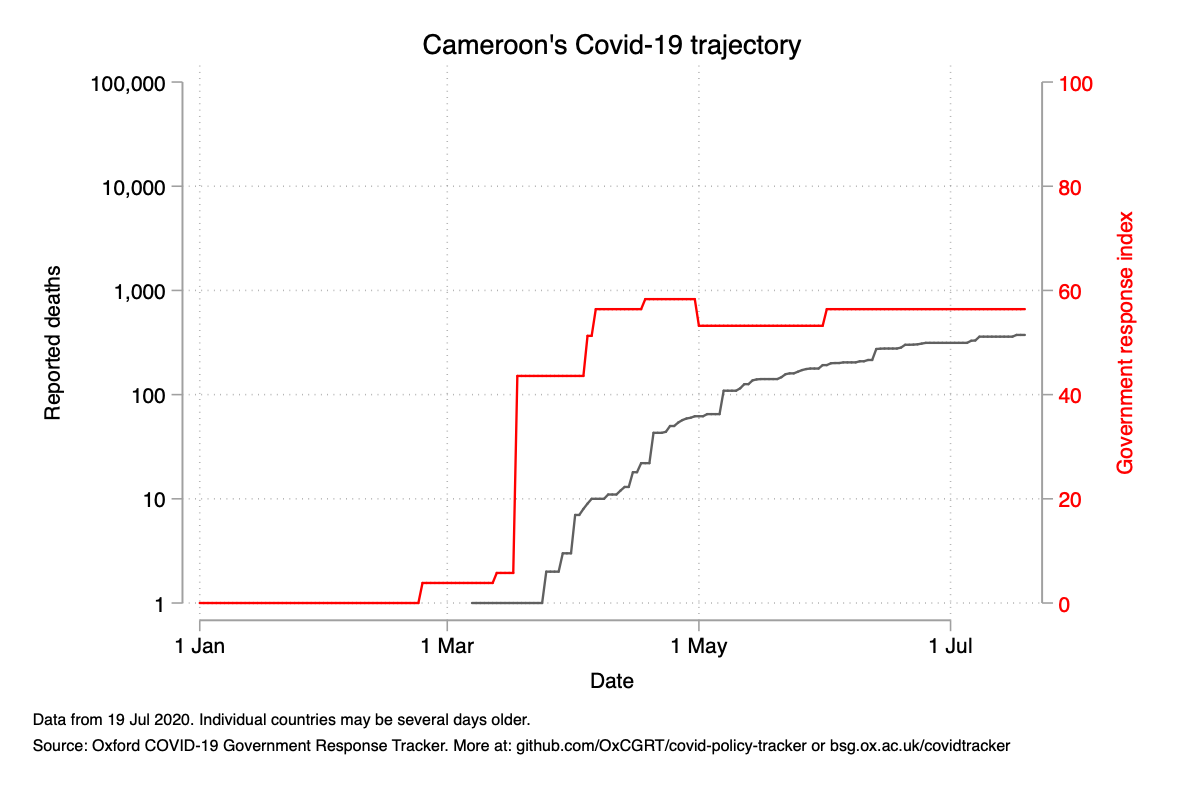 Cameroon's Covid-19 trajectory
100,000
10,000
1,000
100
10
1
Reported deaths
100
80
60
40
20
0
Government response index
1 Jan
1 Mar
1 May
1 Jul
Date
Data from 19 Jul 2020. Individual countries may be several days older.
Source: Oxford COVID-19 Government Response Tracker. More at: github.com/OxCGRT/covid-policy-tracker or bsg.ox.ac.uk/covidtracker